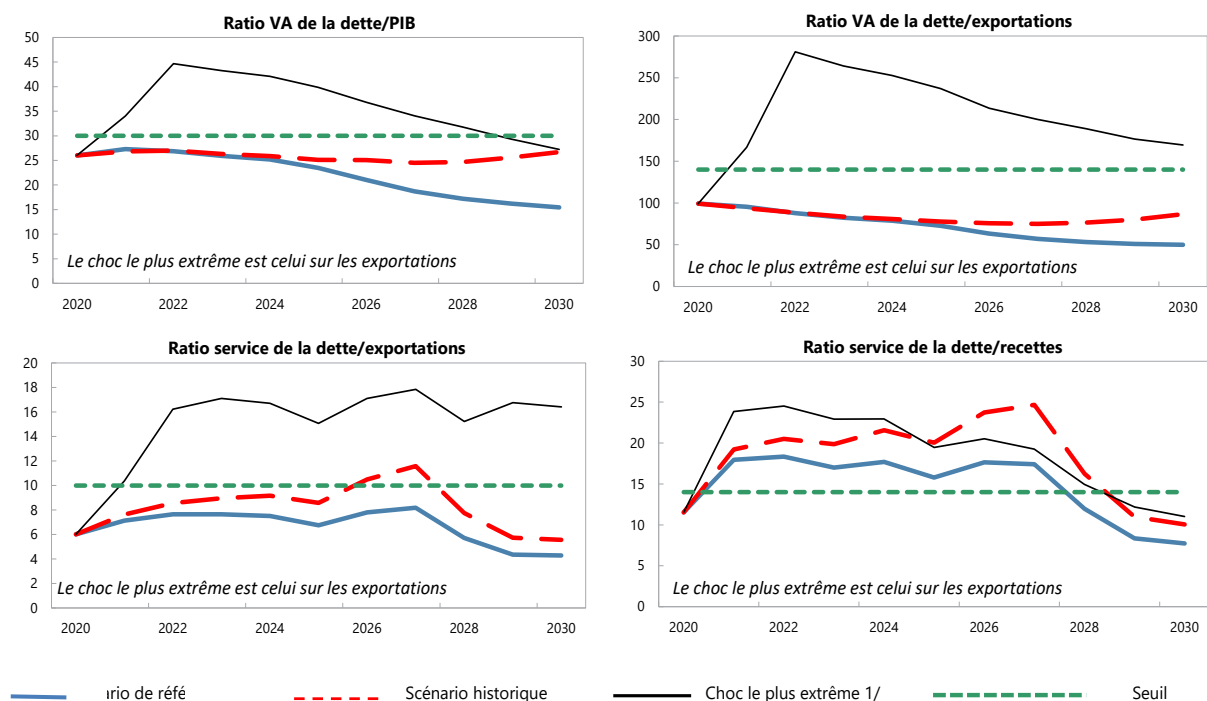 Ratio VA de la dette/PIB
50
45
40
35
30
25
20
15
10
5
0
Le choc le plus extrême est celui sur les exportations
2020 2022 2024 2026 2028 2030
Ratio VA de la dette/exportations
300
250
200
150
100
50
0
Le choc le plus extrême est celui sur les exportations
2020 2022 2024 2026 2028 2030
Ratio service de la dette/exportations
20
18
16
14
12
10
8
6
4
2
0
Le choc le plus extrême est celui sur les exportations
2020 2022 2024 2026 2028 2030
Ratio service de la dette/recettes
30
25
20
15
10
5
0
Le choc le plus extrême est celui sur les exportations
2020 2022 2024 2026 2028 2030
rio de réfé Scénario historique Choc le plus extrême 1/ Seuil